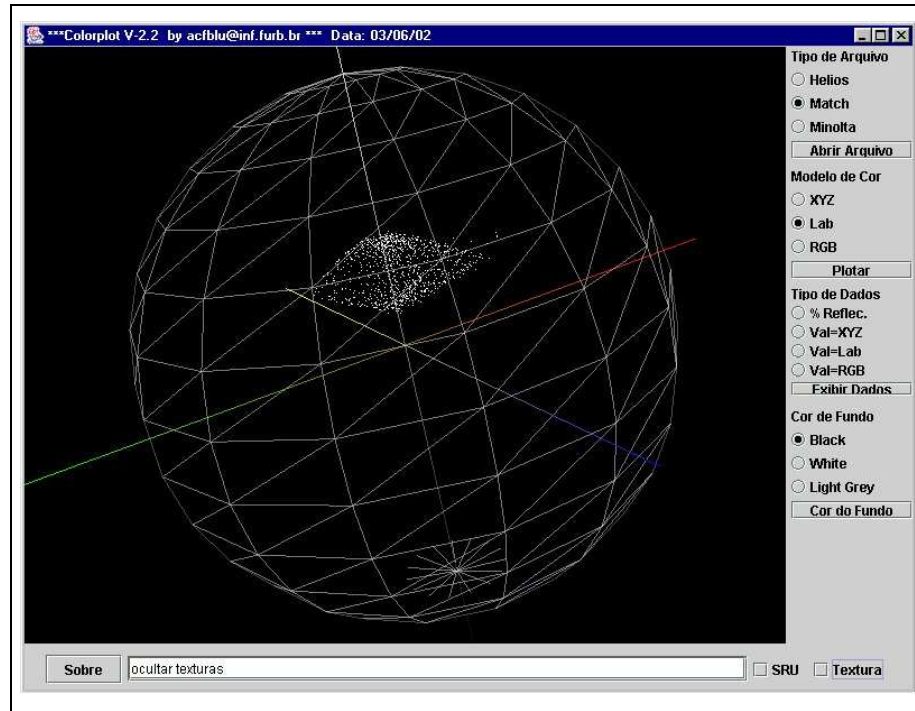 ***Colorplot V-2.2 by acfblu@inf.furb.br *** Data: 03/06/02
Tipo de Arquivo
Helios
Match
Minolta
Abrir Arquivo
Modelo de Cor
XYZ
Lab
RGB
Plotar
Tipo de Dados
% Reflec.
Val=XYZ
Val=Lab
Val=RGB
Exibir Dados
Cor de Fundo
Black
White
Light Grey
Cor do Fundo
Sobre
ocultar texturas
SRU
Textura